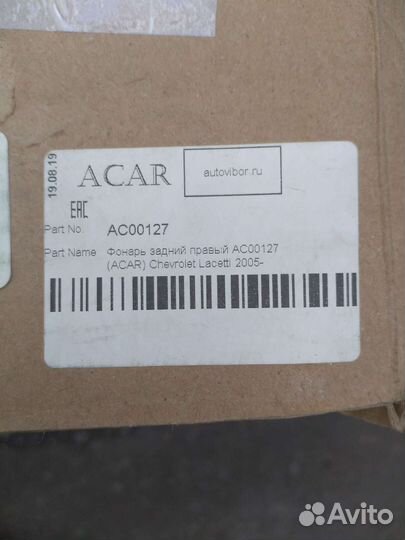 19.08.19
ACAR
autovibor.ru
EAC
Part No. AC00127
Part Name Фонарь задний правый AC00127
(ACAR) Chevrolet Lacetti 2005-
Avito